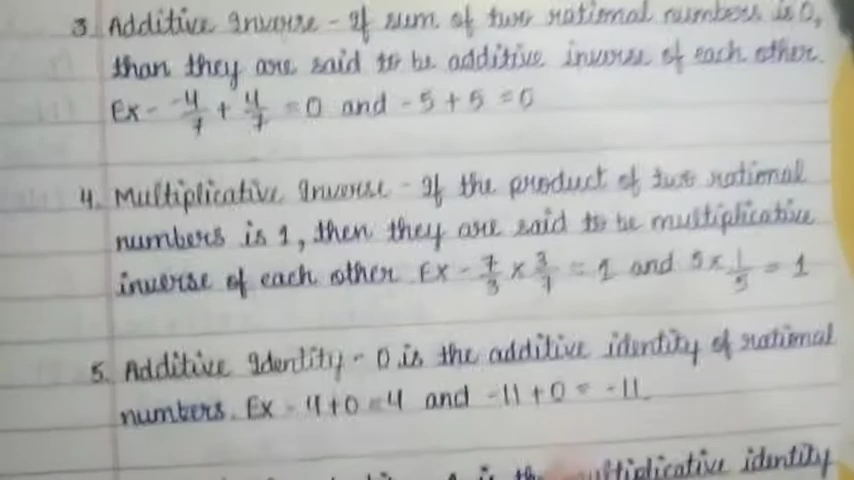 3. Additive Inverse - If sum of two rational numbers is 0,
than they are said to be additive inverse of each other.
Ex - -4/7 + 4/7 = 0 and -5 + 5 = 0
4. Multiplicative Inverse - If the product of two rational
numbers is 1, then they are said to be multiplicative
inverse of each other. Ex - 7/3 × 3/7 = 1 and 5 × 1/5 = 1
5. Additive Identity - 0 is the additive identity of rational
numbers. Ex - 4+0=4 and -11+0 = -11
is the multiplicative identity